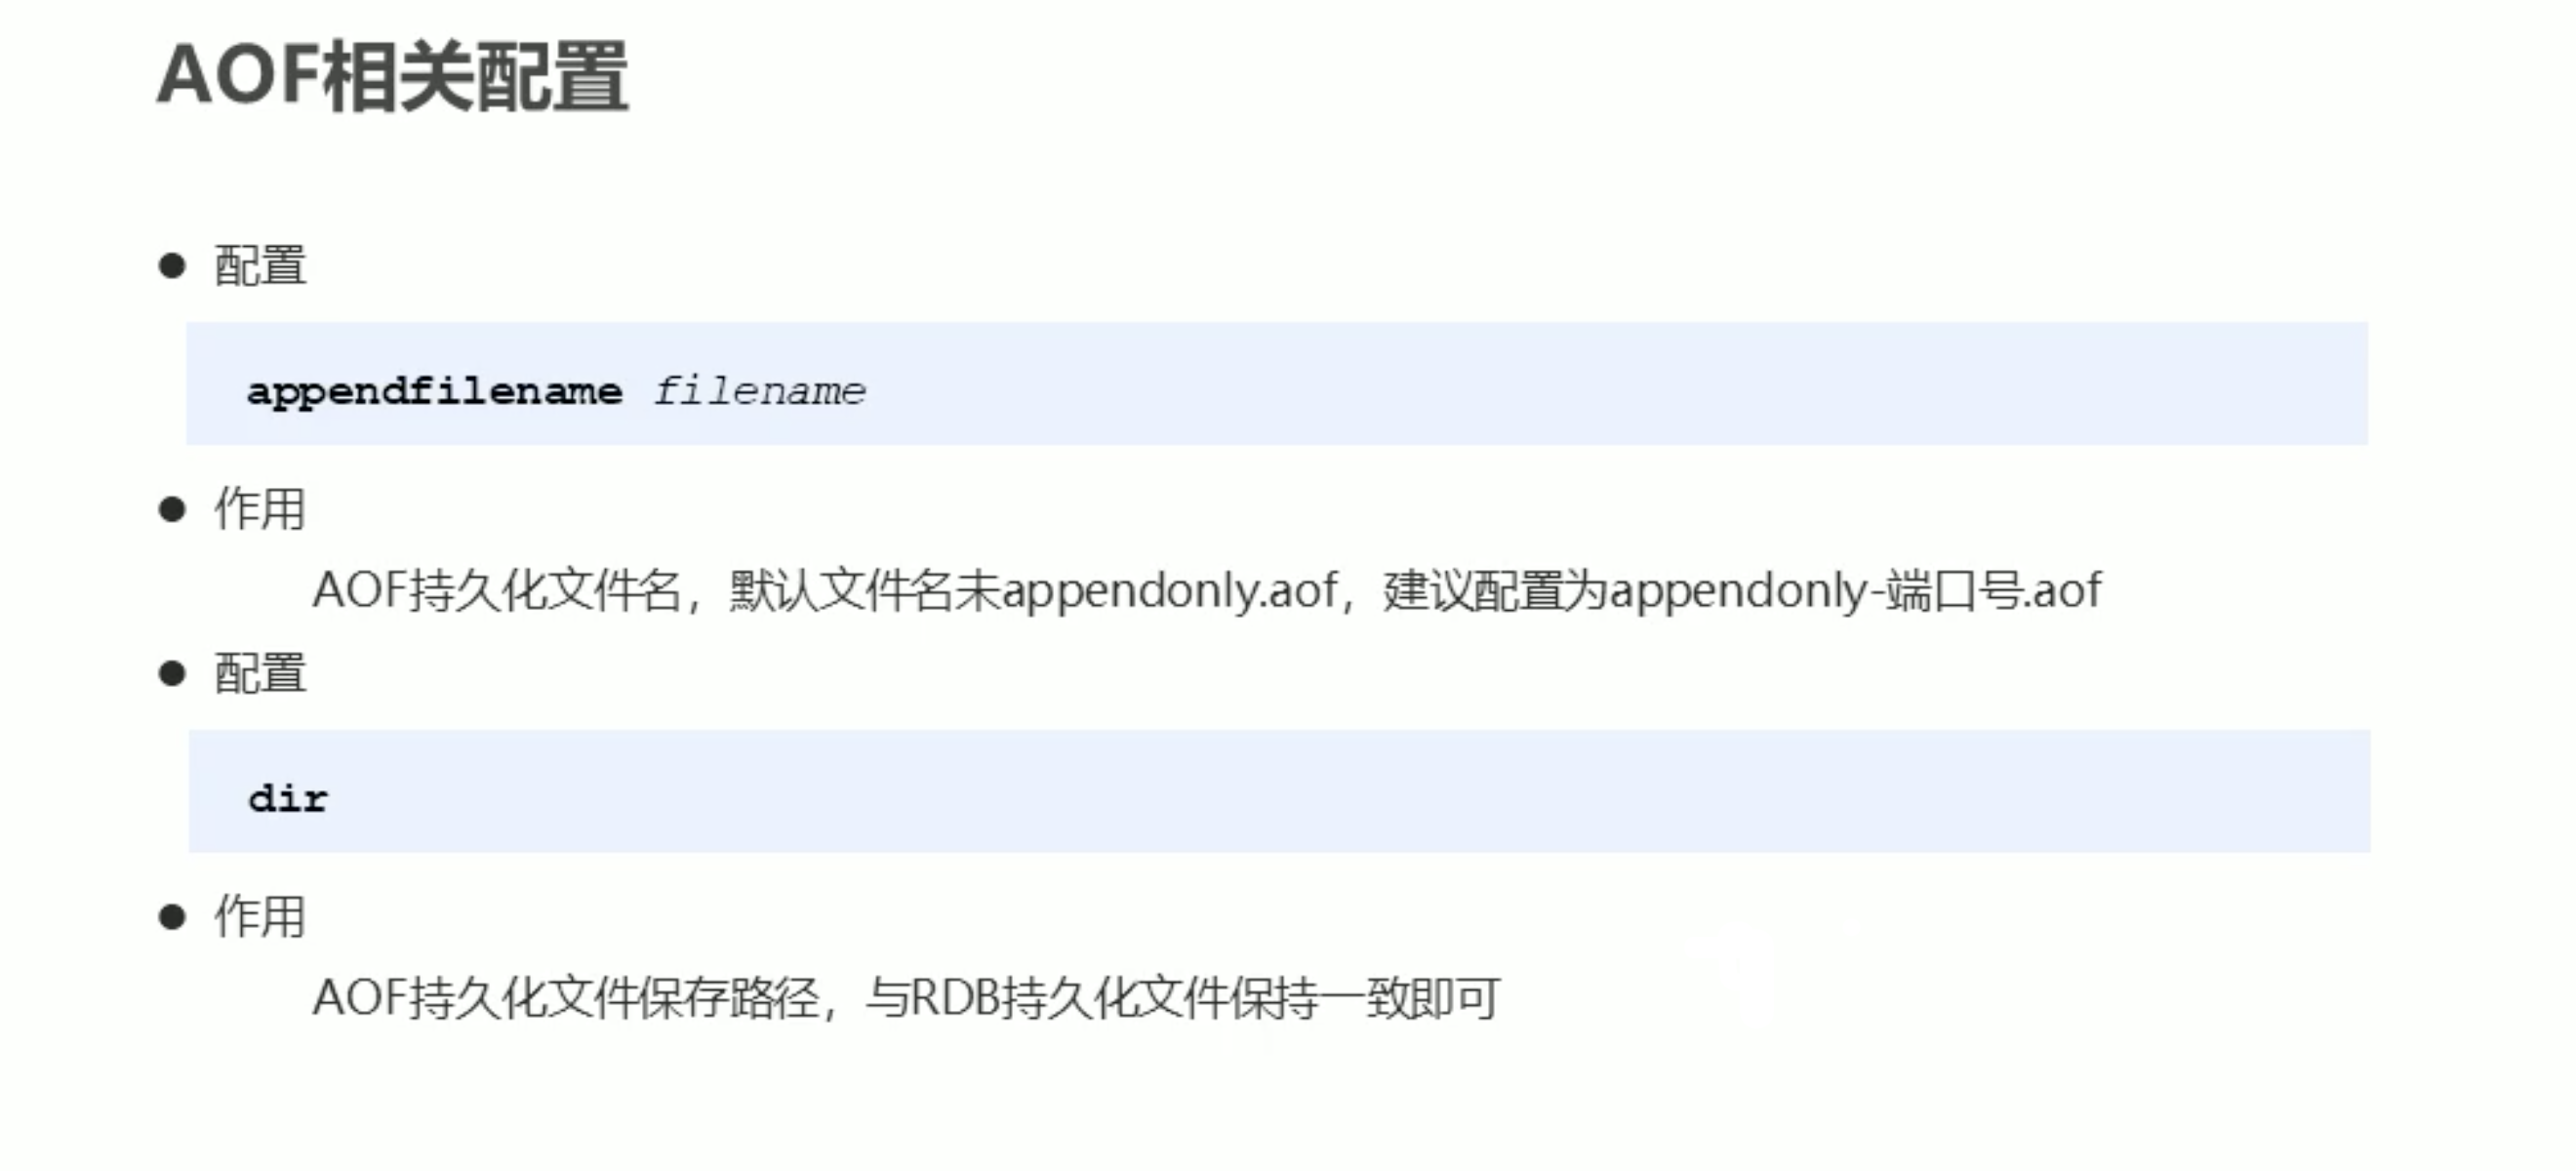 AOF相关配置
● 配置
appendfilename filename
● 作用
AOF持久化文件名，默认文件名未appendonly.aof，建议配置为appendonly-端口号.aof
● 配置
dir
● 作用
AOF持久化文件保存路径，与RDB持久化文件保持一致即可